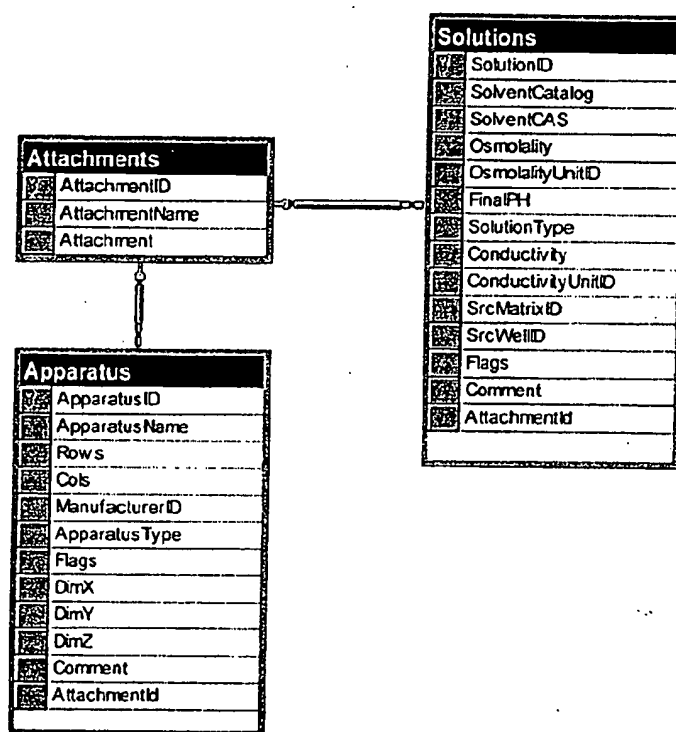 Solutions
SolutionID
SolventCatalog
SolventCAS
Osmolality
OsmolalityUnitID
FinalPH
SolutionType
Conductivity
ConductivityUnitID
SrcMatrixID
SrcWellID
Flags
Comment
AttachmentId
Attachments
AttachmentID
AttachmentName
Attachment
Apparatus
ApparatusID
ApparatusName
Rows
Cols
ManufacturerID
ApparatusType
Flags
DimX
DimY
DimZ
Comment
AttachmentId